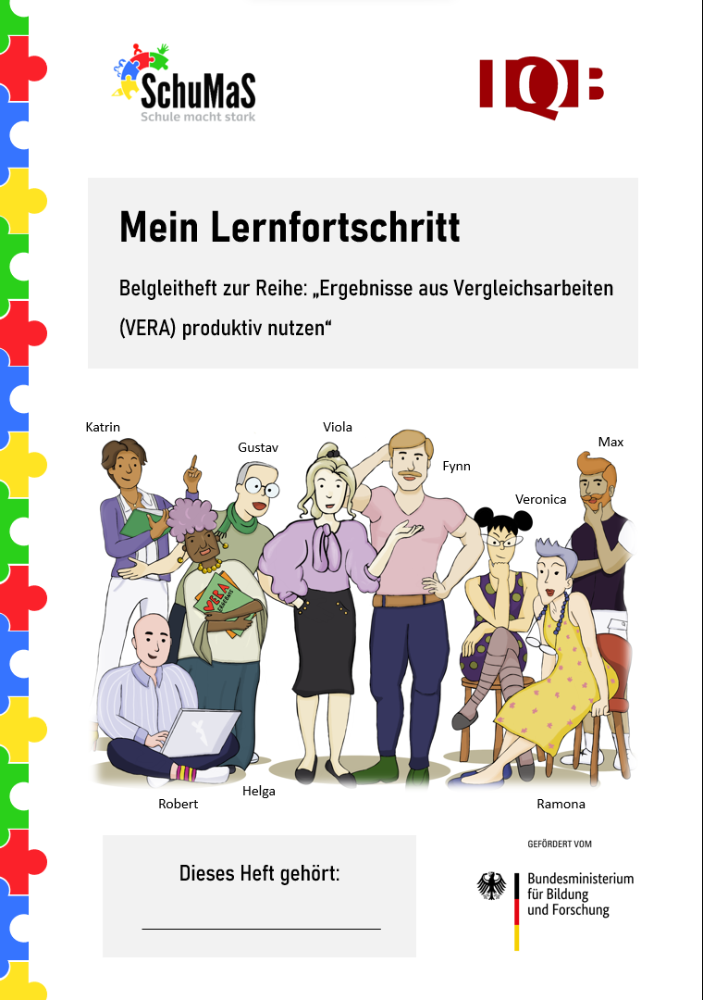 SchuMaS
Schule macht stark
IQB
Mein Lernfortschritt
Belgleitheft zur Reihe: „Ergebnisse aus Vergleichsarbeiten
(VERA) produktiv nutzen“
Katrin
Gustav
Viola
Fynn
Max
Veronica
VERA
ERGEBNIS
Robert
Helga
Ramona
Dieses Heft gehört:
GEFÖRDERT VOM
Bundesministerium
für Bildung
und Forschung